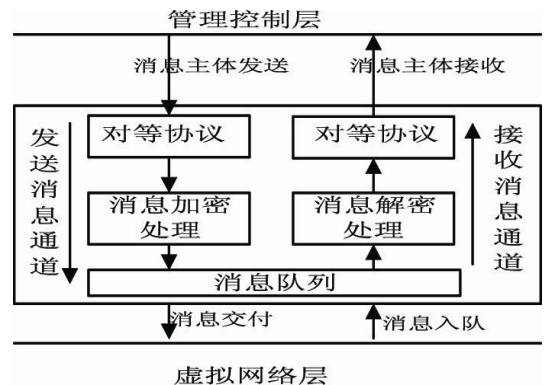 管理控制层
消息主体发送
消息主体接收
发送消息通道
对等协议
对等协议
接收消息通道
消息加密
处理
消息解密
处理
消息队列
消息交付
消息入队
虚拟网络层